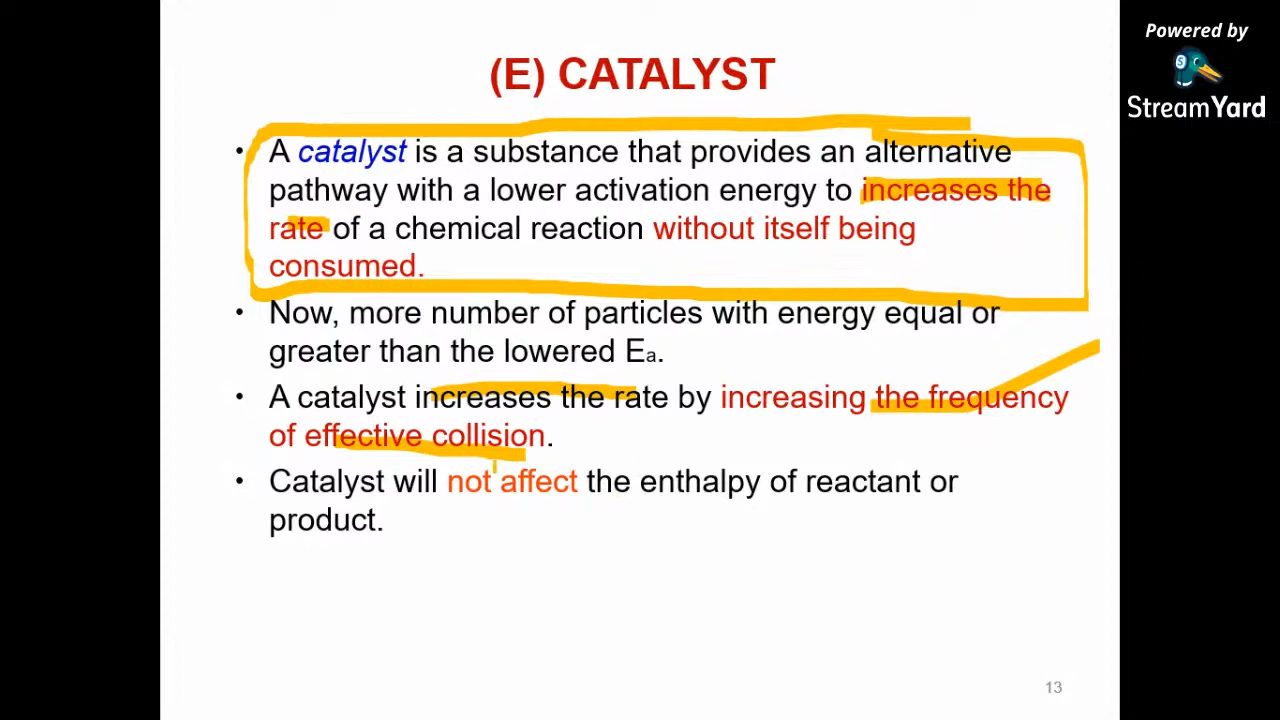 Powered by
StreamYard
(E) CATALYST
• A catalyst is a substance that provides an alternative
pathway with a lower activation energy to increases the
rate of a chemical reaction without itself being
consumed.
• Now, more number of particles with energy equal or
greater than the lowered Ea.
• A catalyst increases the rate by increasing the frequency
of effective collision.
• Catalyst will not affect the enthalpy of reactant or
product.
13